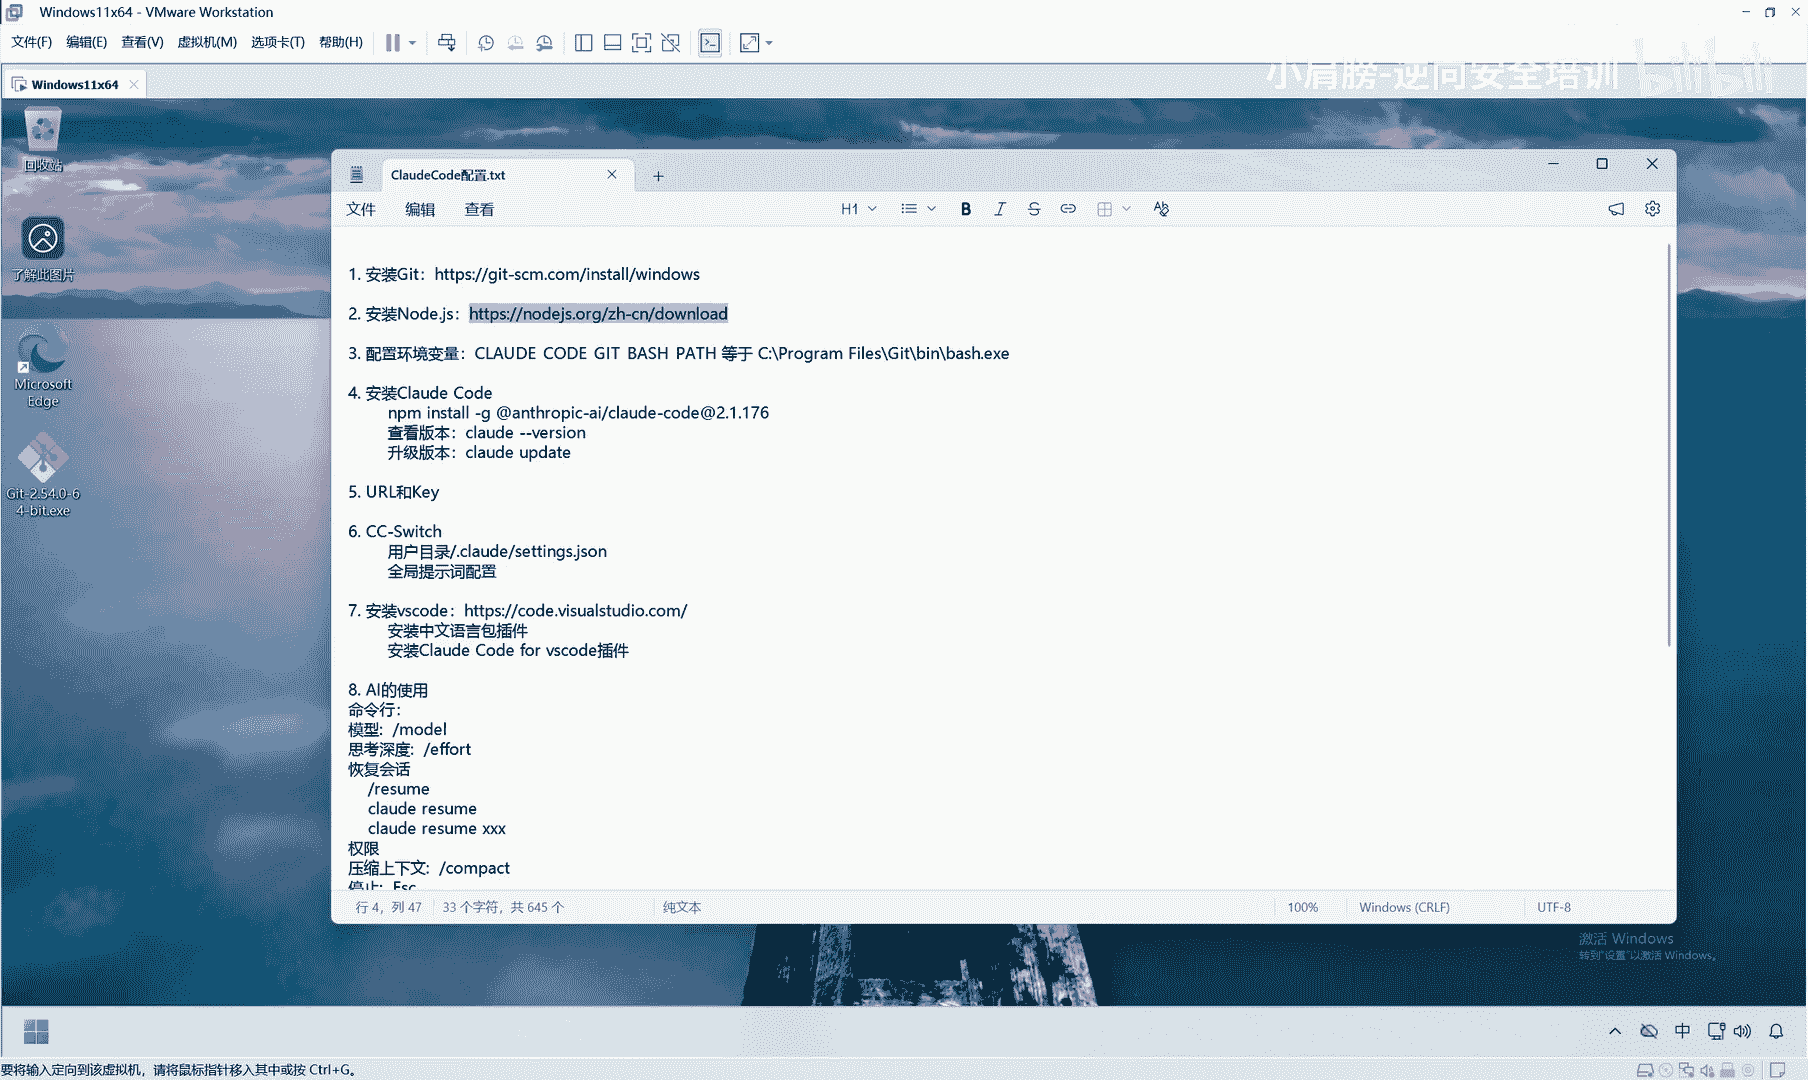 Windows11x64 - VMware Workstation
文件(F) 编辑(E) 查看(V) 虚拟机(M) 选项卡(T) 帮助(H)
小肩膀-逆向安全培训 bilibili
Windows11x64
回收站
了解此图片
Microsoft Edge
Git-2.54.0-64-bit.exe
ClaudeCode配置.txt
文件 编辑 查看 H1
1. 安装Git：https://git-scm.com/install/windows
2. 安装Node.js：https://nodejs.org/zh-cn/download
3. 配置环境变量：CLAUDE_CODE_GIT_BASH_PATH 等于 C:\Program Files\Git\bin\bash.exe
4. 安装Claude Code
npm install -g @anthropic-ai/claude-code@2.1.176
查看版本：claude --version
升级版本：claude update
5. URL和Key
6. CC-Switch
用户目录/.claude/settings.json
全局提示词配置
7. 安装vscode：https://code.visualstudio.com/
安装中文语言包插件
安装Claude Code for vscode插件
8. AI的使用
命令行：
模型：/model
思考深度：/effort
恢复会话
/resume
claude resume
claude resume xxx
权限
压缩上下文：/compact
停止：Esc
行 4，列 47 33 个字符，共 645 个 纯文本 100% Windows (CRLF) UTF-8
激活 Windows
转到"设置"以激活 Windows。
中
要将输入定向到该虚拟机，请将鼠标指针移入其中或按 Ctrl+G。